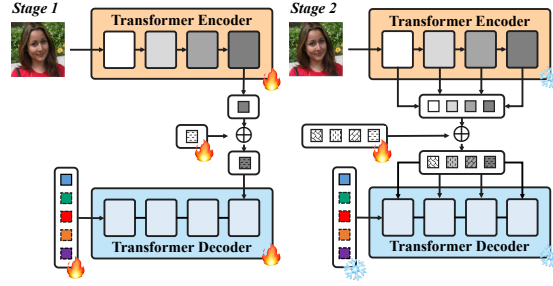 Stage 1
Transformer Encoder
Transformer Decoder
Stage 2
Transformer Encoder
Transformer Decoder